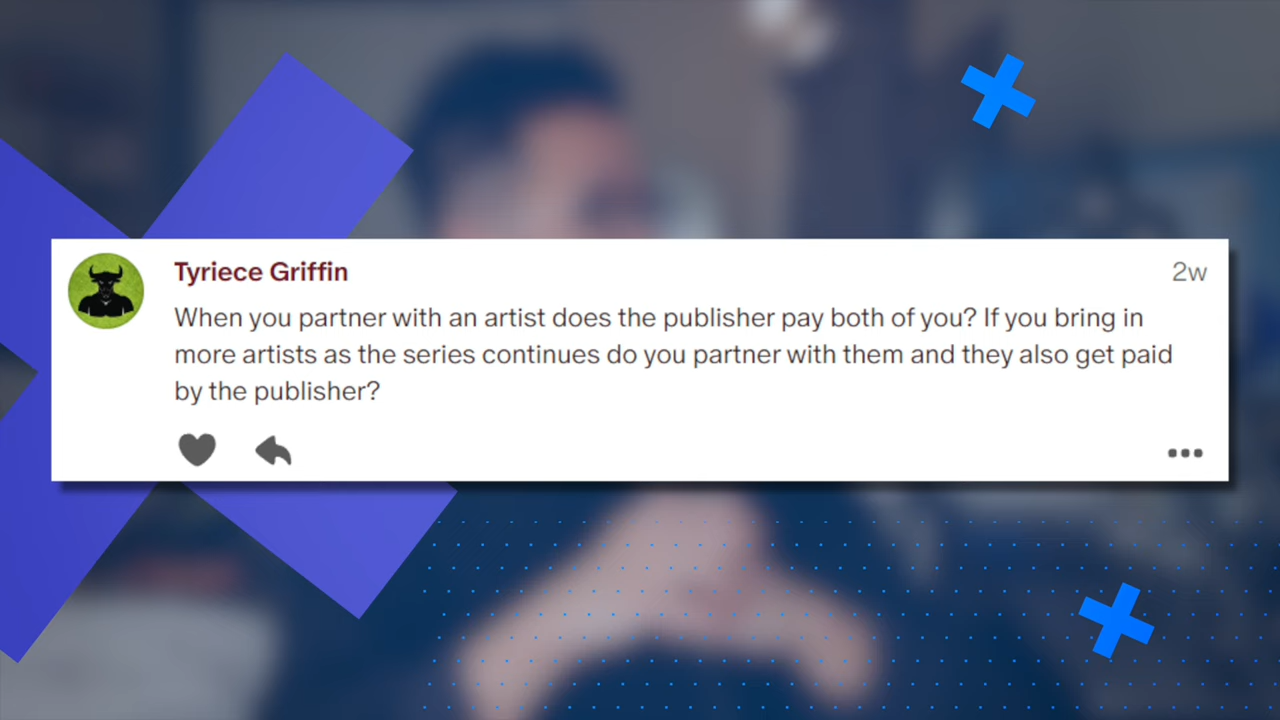 Tyriece Griffin
2w
When you partner with an artist does the publisher pay both of you? If you bring in
more artists as the series continues do you partner with them and they also get paid
by the publisher?